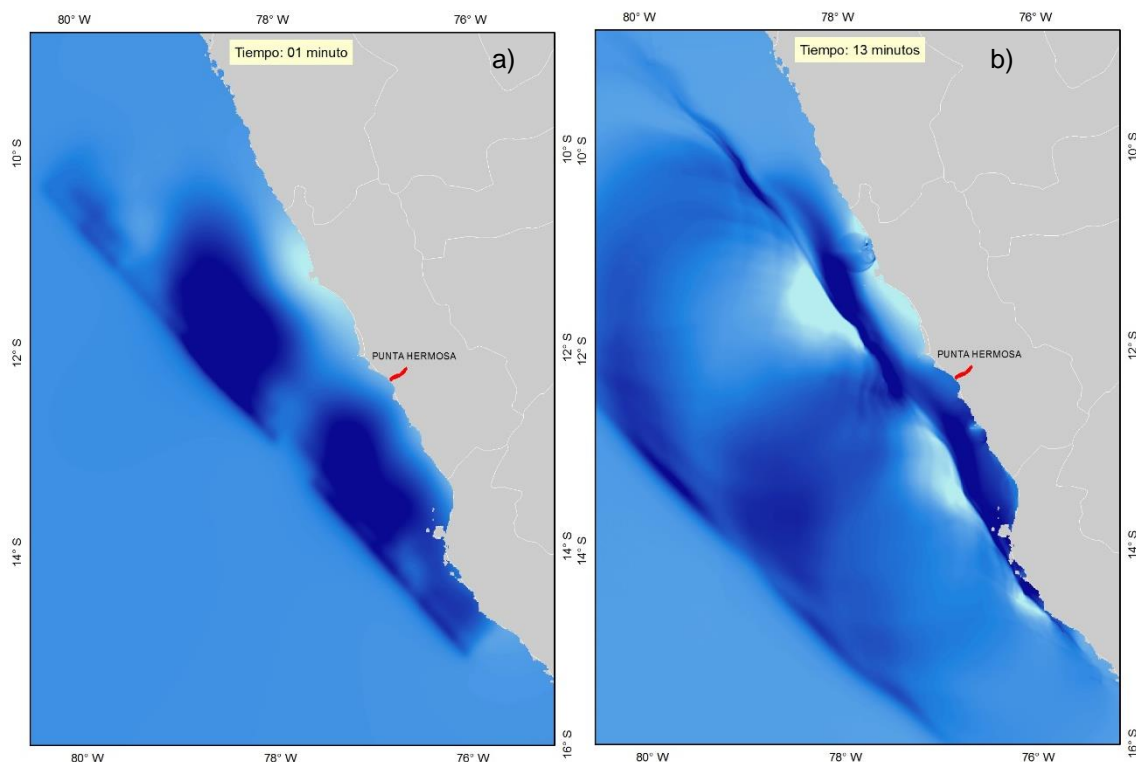 80° W 78° W 76° W
Tiempo: 01 minuto
a)
10° S
12° S
14° S
16° S
PUNTA HERMOSA
80° W 78° W 76° W
80° W 78° W 76° W
Tiempo: 13 minutos
b)
10° S 10° S
12° S 12° S
14° S 14° S
16° S
PUNTA HERMOSA
80° W 78° W 76° W